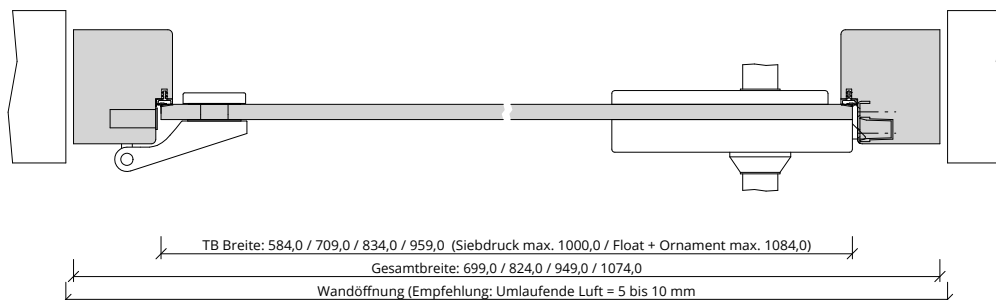 TB Breite: 584,0 / 709,0 / 834,0 / 959,0 (Siebdruck max. 1000,0 / Float + Ornament max. 1084,0)
Gesamtbreite: 699,0 / 824,0 / 949,0 / 1074,0
Wandöffnung (Empfehlung: Umlaufende Luft = 5 bis 10 mm